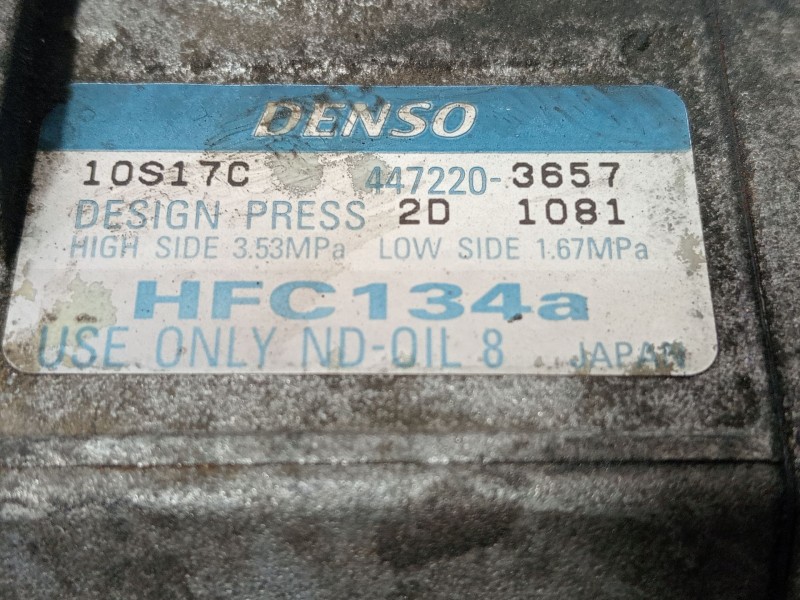 DENSO
10S17C 447220-3657
DESIGN PRESS 2D 1081
HIGH SIDE 3.53MPa LOW SIDE 1.67MPa
HFC134a
USE ONLY ND-OIL 8 JAPAN